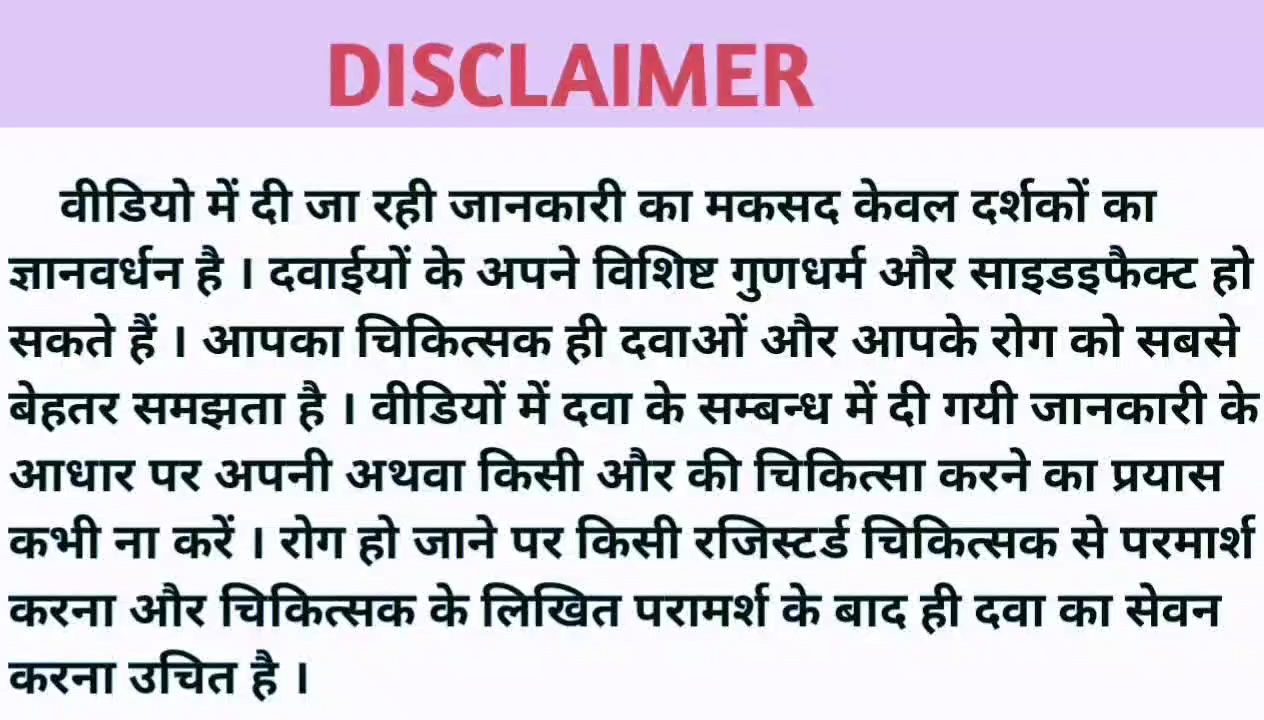 DISCLAIMER
वीडियो में दी जा रही जानकारी का मकसद केवल दर्शकों का
ज्ञानवर्धन है । दवाईयों के अपने विशिष्ट गुणधर्म और साइडइफैक्ट हो
सकते हैं । आपका चिकित्सक ही दवाओं और आपके रोग को सबसे
बेहतर समझता है । वीडियों में दवा के सम्बन्ध में दी गयी जानकारी के
आधार पर अपनी अथवा किसी और की चिकित्सा करने का प्रयास
कभी ना करें । रोग हो जाने पर किसी रजिस्टर्ड चिकित्सक से परमार्श
करना और चिकित्सक के लिखित परामर्श के बाद ही दवा का सेवन
करना उचित है ।